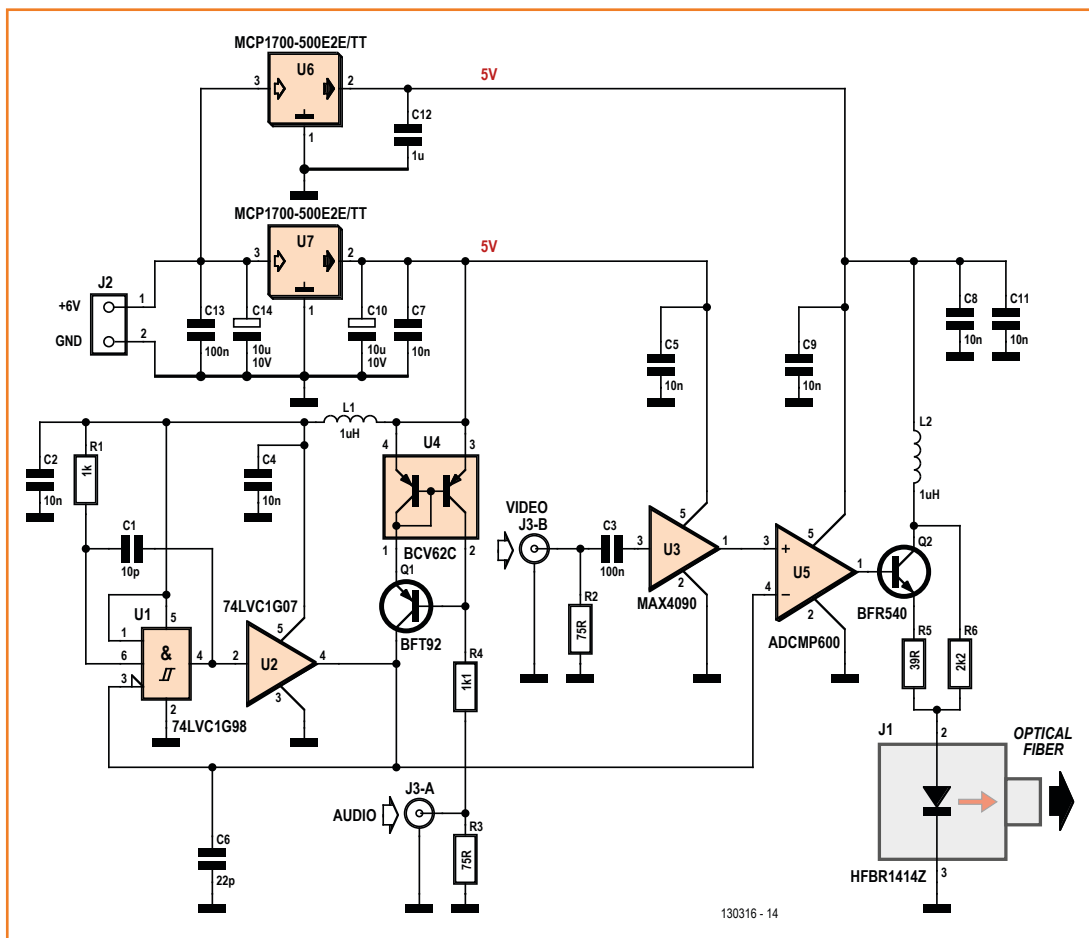 MCP1700-500E2E/TT
U6
3
2
1
5V
C12
1u
MCP1700-500E2E/TT
U7
3
2
1
5V
J2
+6V
1
GND
2
C13
100n
C14
10u
10V
C10
10u
10V
C7
10n
C5
10n
C9
10n
C8
10n
C11
10n
L1
1uH
L2
1uH
C2
10n
R1
1k
C4
10n
4
U4
3
BCV62C
1
2
C1
10p
Q1
BFT92
U1
&
1
6
3
5
4
2
74LVC1G98
74LVC1G07
U2
2
5
4
3
R4
1k1
VIDEO
J3-B
R2
75R
C3
100n
3
U3
5
1
2
MAX4090
3
+
4
–
U5
5
1
2
ADCMP600
Q2
BFR540
R5
39R
R6
2k2
J1
2
OPTICAL
FIBER
3
HFBR1414Z
AUDIO
J3-A
R3
75R
C6
22p
130316 - 14